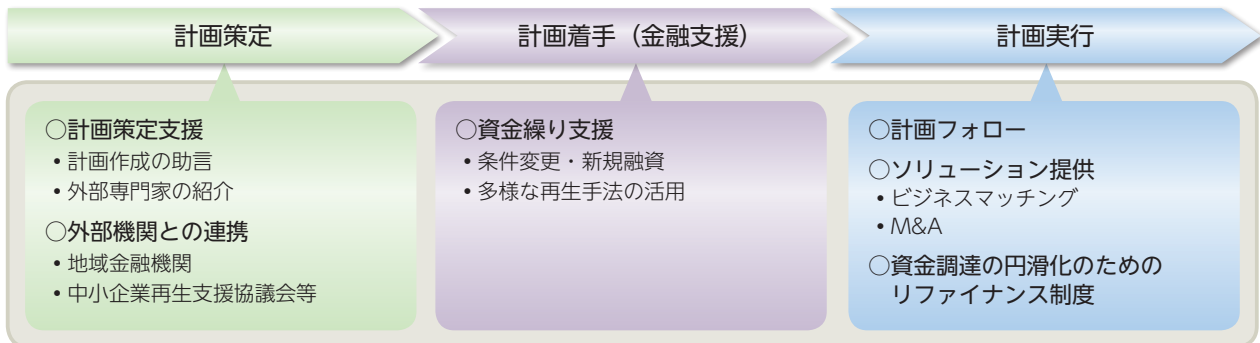 計画策定
計画着手（金融支援）
計画実行
○計画策定支援
• 計画作成の助言
• 外部専門家の紹介
○外部機関との連携
• 地域金融機関
• 中小企業再生支援協議会等
○資金繰り支援
• 条件変更・新規融資
• 多様な再生手法の活用
○計画フォロー
○ソリューション提供
• ビジネスマッチング
• M&A
○資金調達の円滑化のための
リファイナンス制度